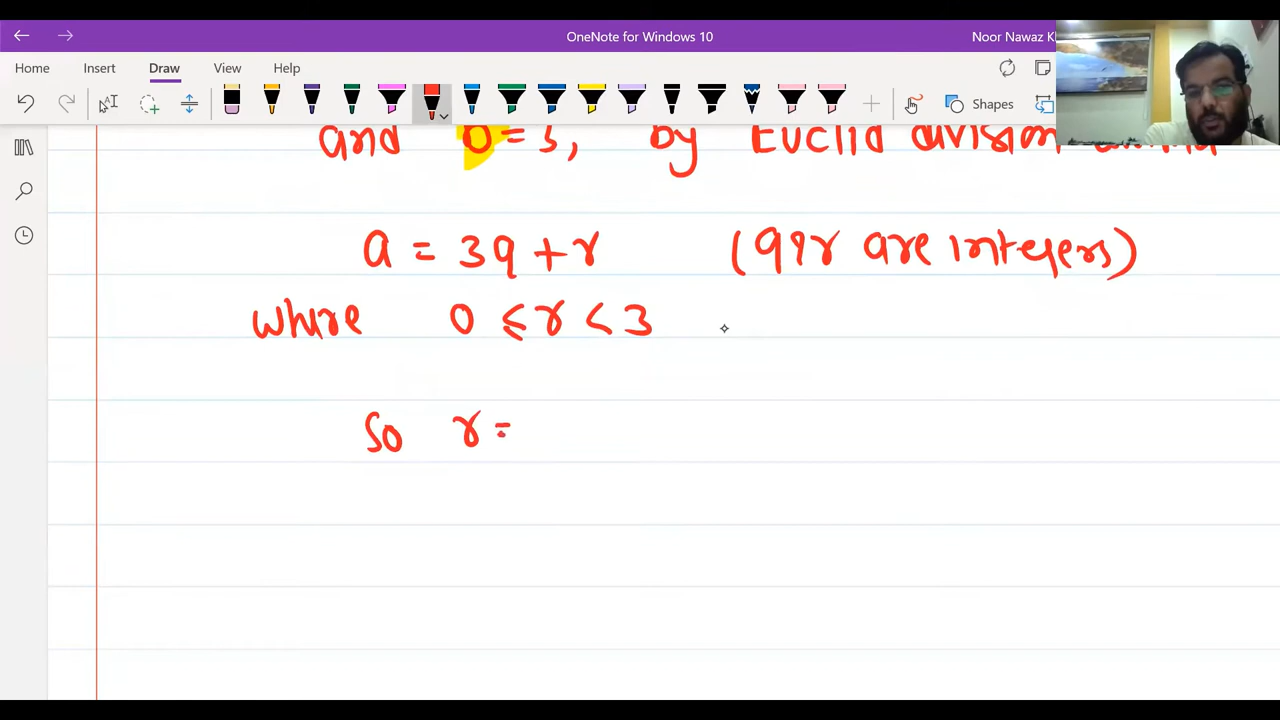 OneNote for Windows 10
Noor Nawaz
Home Insert Draw View Help
Shapes
and b=3, by Euclid division
a = 3q + r (q & r are integers)
where 0 ≤ r < 3
So r =